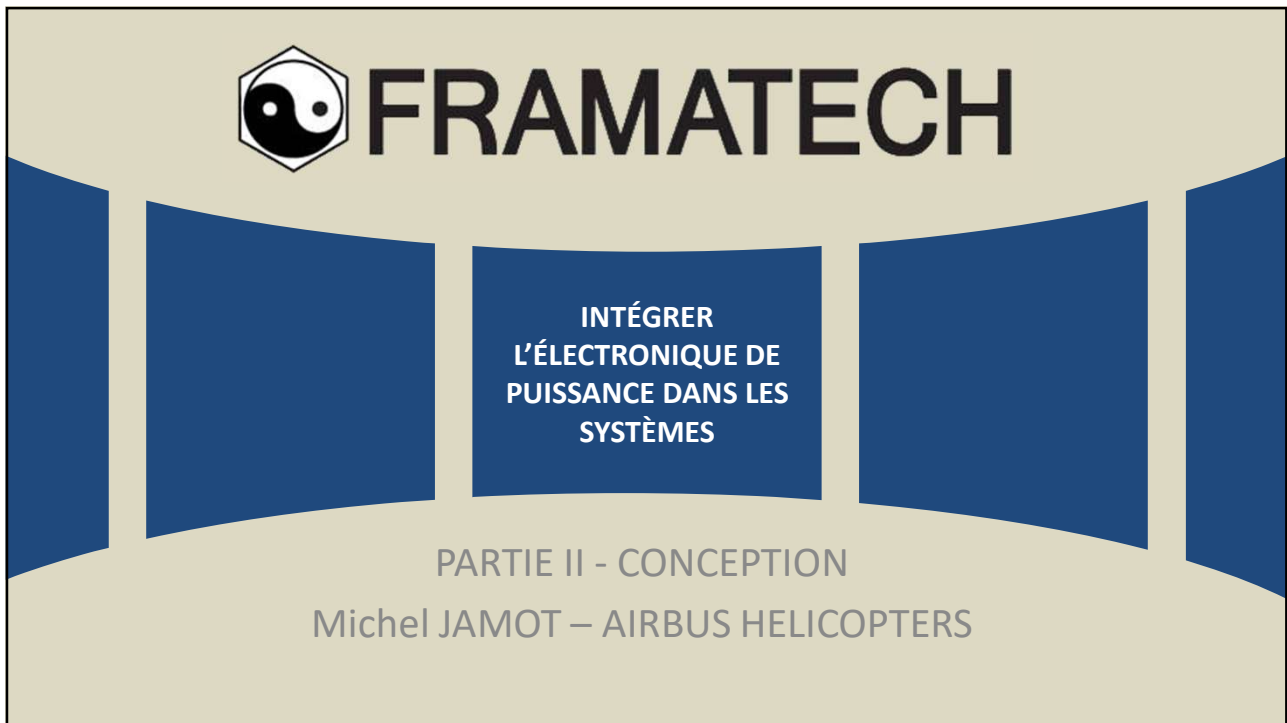 FRAMATECH
INTÉGRER
L’ÉLECTRONIQUE DE
PUISSANCE DANS LES
SYSTÈMES
PARTIE II - CONCEPTION
Michel JAMOT – AIRBUS HELICOPTERS